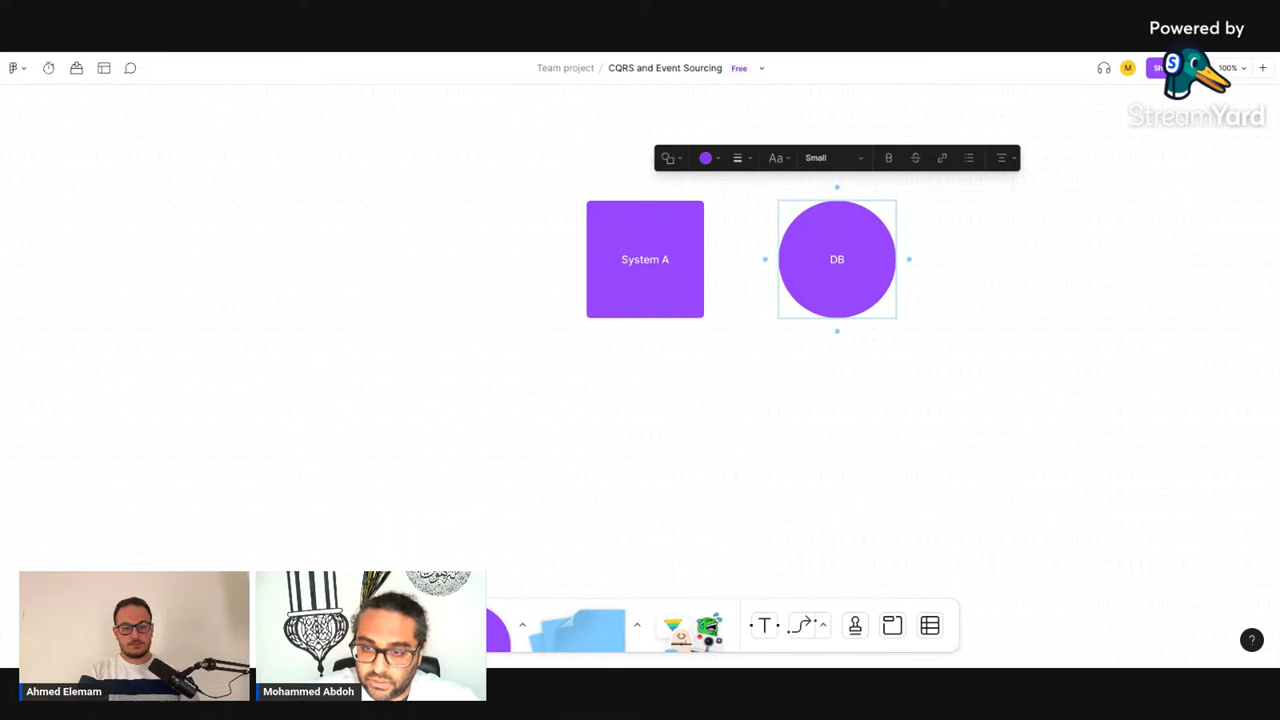 Powered by
StreamYard
Team project / CQRS and Event Sourcing Free
M
100%
Aa
Small
B
S
System A
DB
T
?
Ahmed Elemam
Mohammed Abdoh